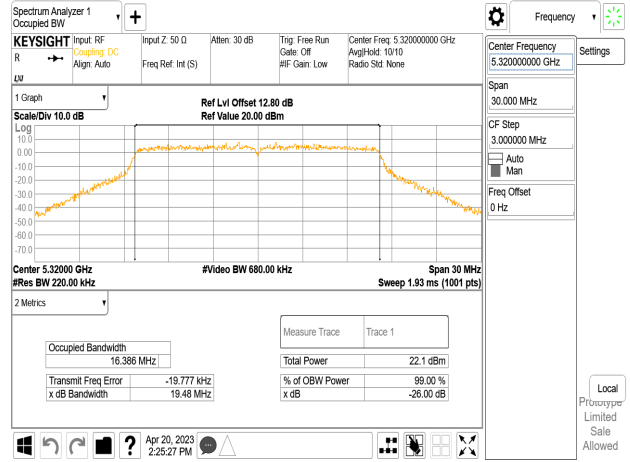 Spectrum Analyzer 1
Occupied BW
Frequency
KEYSIGHT
R
LXI
Input: RF
Coupling: DC
Align: Auto
Input Z: 50 Ω
Freq Ref: Int (S)
Atten: 30 dB
Trig: Free Run
Gate: Off
#IF Gain: Low
Center Freq: 5.320000000 GHz
Avg|Hold: 10/10
Radio Std: None
Center Frequency
5.320000000 GHz
Settings
Span
30.000 MHz
CF Step
3.000000 MHz
Auto
Man
Freq Offset
0 Hz
1 Graph
Scale/Div 10.0 dB
Ref Lvl Offset 12.80 dB
Ref Value 20.00 dBm
Log
10.0
0.00
-10.0
-20.0
-30.0
-40.0
-50.0
-60.0
-70.0
Center 5.32000 GHz
#Video BW 680.00 kHz
Span 30 MHz
#Res BW 220.00 kHz
Sweep 1.93 ms (1001 pts)
2 Metrics
Measure Trace
Trace 1
Occupied Bandwidth
16.386 MHz
Total Power
22.1 dBm
Transmit Freq Error
-19.777 kHz
% of OBW Power
99.00 %
x dB Bandwidth
19.48 MHz
x dB
-26.00 dB
Local
Prototype
Limited
Sale
Allowed
?
Apr 20, 2023
2:25:27 PM